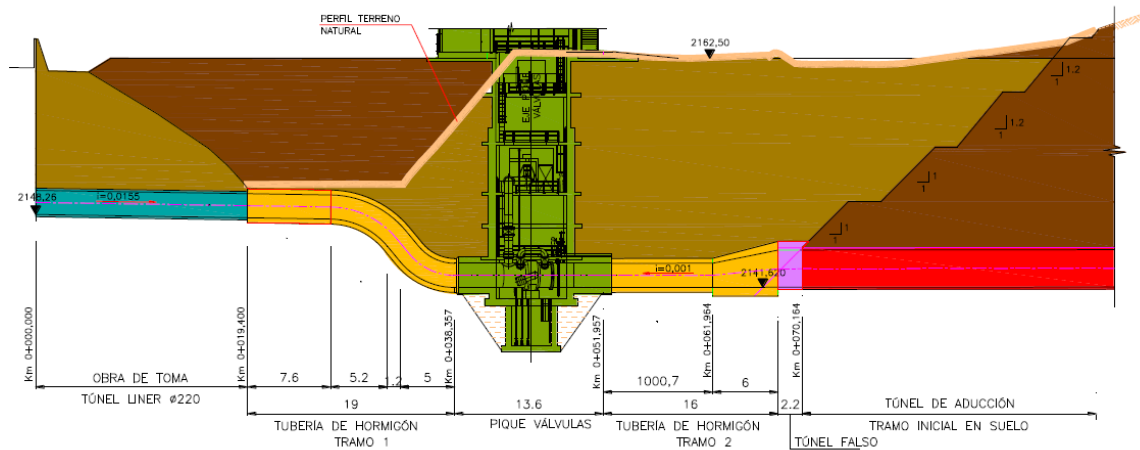 PERFIL TERRENO
NATURAL
EJE PIQUE
VÁLVULAS
2162,50
1.2
1
1.2
1
1
1
1
1
2148,26
i=0,0155
i=0,001
2141,620
Km 0+000,000
Km 0+019,400
Km 0+038,357
Km 0+051,957
Km 0+061,964
Km 0+070,164
OBRA DE TOMA
TÚNEL LINER ø220
7.6
5.2
1.2
5
1000,7
6
19
13.6
16
2.2
TUBERÍA DE HORMIGÓN
TRAMO 1
PIQUE VÁLVULAS
TUBERÍA DE HORMIGÓN
TRAMO 2
TÚNEL FALSO
TÚNEL DE ADUCCIÓN
TRAMO INICIAL EN SUELO